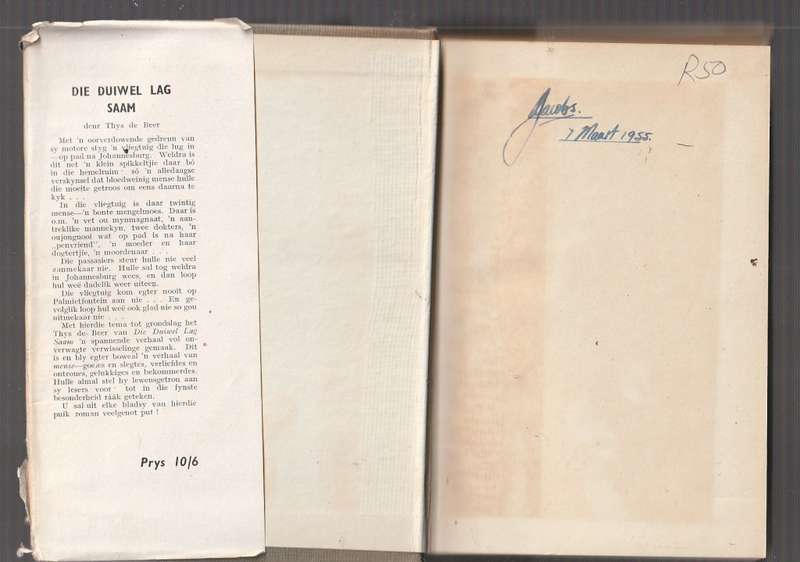 DIE DUIWEL LAG
SAAM
deur Thys de Beer
Met 'n oorverdowende gedreun van
sy motore styg 'n vliegtuig die lug in
—op pad na Johannesburg. Weldra is
dit net 'n klein spikkeltjie daar bó
in die hemelruim só 'n alledaagse
verskynsel dat bloedweinig mense hulle
die moeite getroos om eens daarna te
kyk . . .
In die vliegtuig is daar twintig
mense—'n bonte mengelmoes. Daar is
o.m. 'n vet ou mynmagnaat, 'n aan-
treklike mannekyn, twee dokters, 'n
oujongnooi wat op pad is na haar
„penvriend", 'n moeder en haar
dogtertjie, 'n moordenaar . . .
Die passasiers steur hulle nie veel
aanmekaar nie. Hulle sal tog weldra
in Johannesburg wees, en dan loop
hul weë dadelik weer uiteen.
Die vliegtuig kom egter nooit op
Palmietfontein aan nie . . . En ge-
volglik loop hul weë ook glad nie so gou
uitmekaar nie . . .
Met hierdie tema tot grondslag het
Thys de Beer van Die Duiwel Lag
Saam 'n spannende verhaal vol on-
verwagte verwisselinge gemaak. Dit
is en bly egter bowenal 'n verhaal van
mense—goeies en slegtes, verliefdes en
ontroues, gelukkiges en bekommerdes.
Hulle almal stel hy lewensgetrou aan
sy lesers voor tot in die fynste
besonderheid ráák geteken.
U sal uit elke bladsy van hierdie
puik roman veelgenot put!
Prys 10/6
R50
Jacobs.
7 Maart 1955.